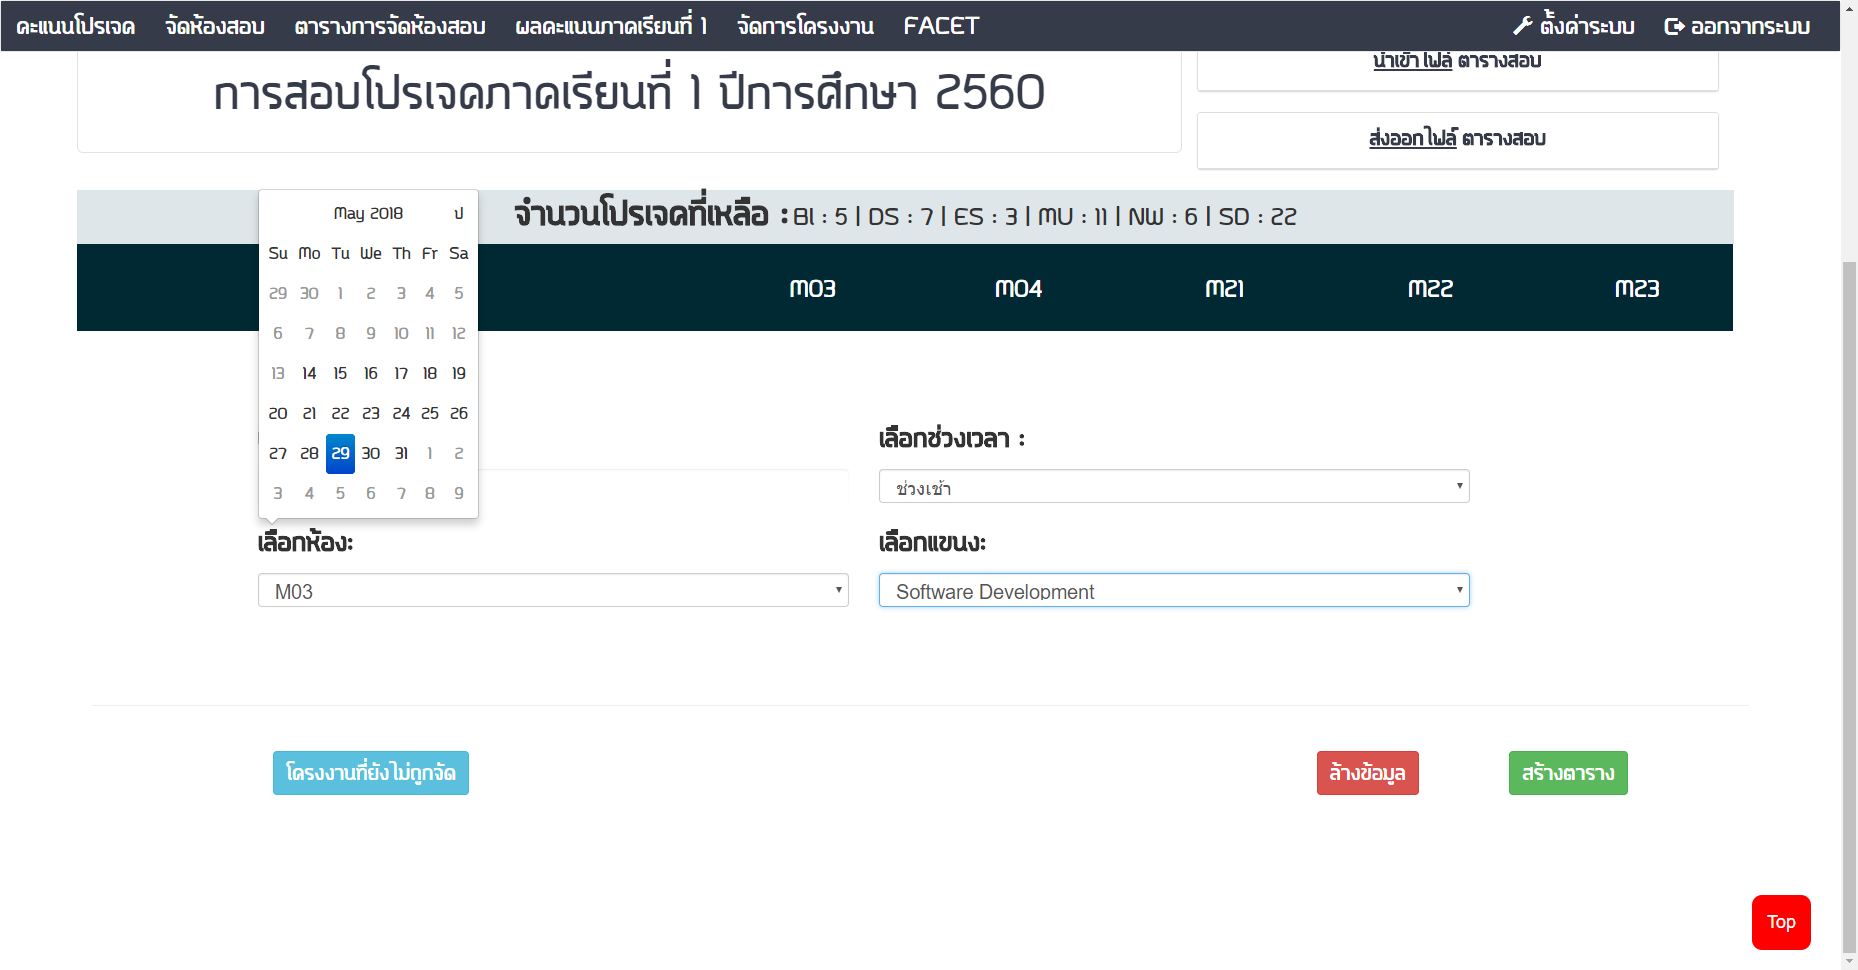 คะแนนโปรเจค จัดห้องสอบ ตารางการจัดห้องสอบ ผลคะแนนภาคเรียนที่ 1 จัดการโครงงาน FACET ตั้งค่าระบบ ออกจากระบบ
นำเข้าไฟล์ ตารางสอบ
การสอบโปรเจคภาคเรียนที่ 1 ปีการศึกษา 2560
ส่งออกไฟล์ ตารางสอบ
จำนวนโปรเจคที่เหลือ : BI : 5 | DS : 7 | ES : 3 | MU : 11 | NW : 6 | SD : 22
M03 M04 M21 M22 M23
May 2018 ป
Su Mo Tu We Th Fr Sa
29 30 1 2 3 4 5
6 7 8 9 10 11 12
13 14 15 16 17 18 19
20 21 22 23 24 25 26
27 28 29 30 31 1 2
3 4 5 6 7 8 9
เลือกช่วงเวลา :
ช่วงเช้า
เลือกห้อง:
M03
เลือกแขนง:
Software Development
โครงงานที่ยังไม่ถูกจัด ล้างข้อมูล สร้างตาราง
Top